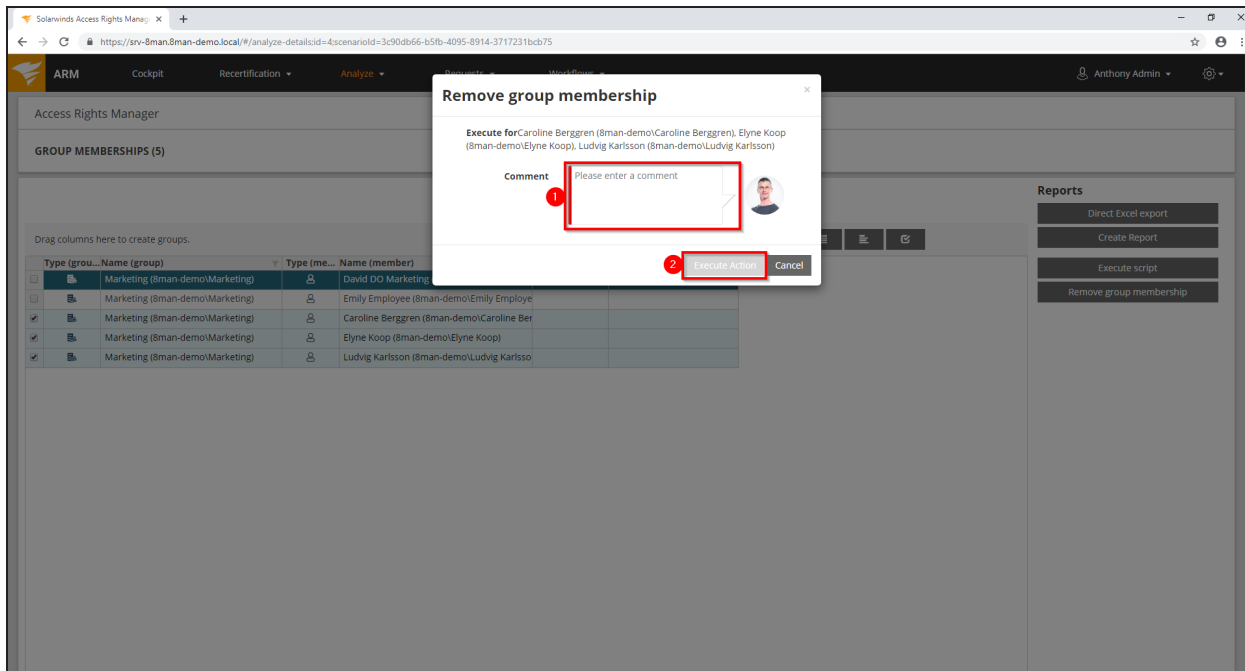 Solarwinds Access Rights Manag
https://srv-8man.8man-demo.local/#/analyze-details;id=4;scenarioId=3c90db66-b5fb-4095-8914-3717231bcb75
ARM Cockpit Recertification Analyze Requests Workflows Anthony Admin
Access Rights Manager
GROUP MEMBERSHIPS (5)
Remove group membership
Execute forCaroline Berggren (8man-demo\Caroline Berggren), Elyne Koop
(8man-demo\Elyne Koop), Ludvig Karlsson (8man-demo\Ludvig Karlsson)
Comment Please enter a comment
1
2 Execute Action Cancel
Reports
Direct Excel export
Create Report
Execute script
Remove group membership
Drag columns here to create groups.
Type (grou... Name (group) Type (me... Name (member)
Marketing (8man-demo\Marketing) David DO Marketing
Marketing (8man-demo\Marketing) Emily Employee (8man-demo\Emily Employe
Marketing (8man-demo\Marketing) Caroline Berggren (8man-demo\Caroline Ber
Marketing (8man-demo\Marketing) Elyne Koop (8man-demo\Elyne Koop)
Marketing (8man-demo\Marketing) Ludvig Karlsson (8man-demo\Ludvig Karlsso